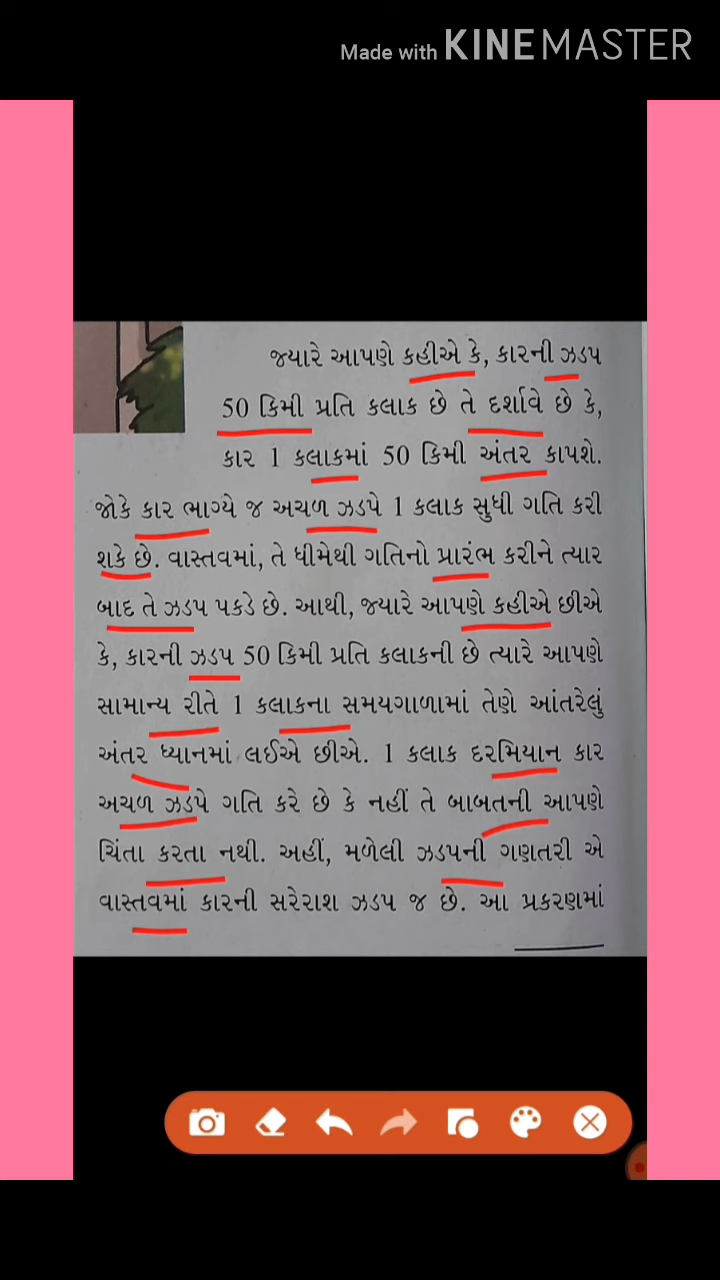 Made with KINEMASTER
જ્યારે આપણે કહીએ કે, કારની ઝડપ
50 કિમી પ્રતિ કલાક છે તે દર્શાવે છે કે,
કાર 1 કલાકમાં 50 કિમી અંતર કાપશે.
જોકે કાર ભાગ્યે જ અચળ ઝડપે 1 કલાક સુધી ગતિ કરી
શકે છે. વાસ્તવમાં, તે ધીમેથી ગતિનો પ્રારંભ કરીને ત્યાર
બાદ તે ઝડપ પકડે છે. આથી, જ્યારે આપણે કહીએ છીએ
કે, કારની ઝડપ 50 કિમી પ્રતિ કલાકની છે ત્યારે આપણે
સામાન્ય રીતે 1 કલાકના સમયગાળામાં તેણે આંતરેલું
અંતર ધ્યાનમાં લઈએ છીએ. 1 કલાક દરમિયાન કાર
અચળ ઝડપે ગતિ કરે છે કે નહીં તે બાબતની આપણે
ચિંતા કરતા નથી. અહીં, મળેલી ઝડપની ગણતરી એ
વાસ્તવમાં કારની સરેરાશ ઝડપ જ છે. આ પ્રકરણમાં